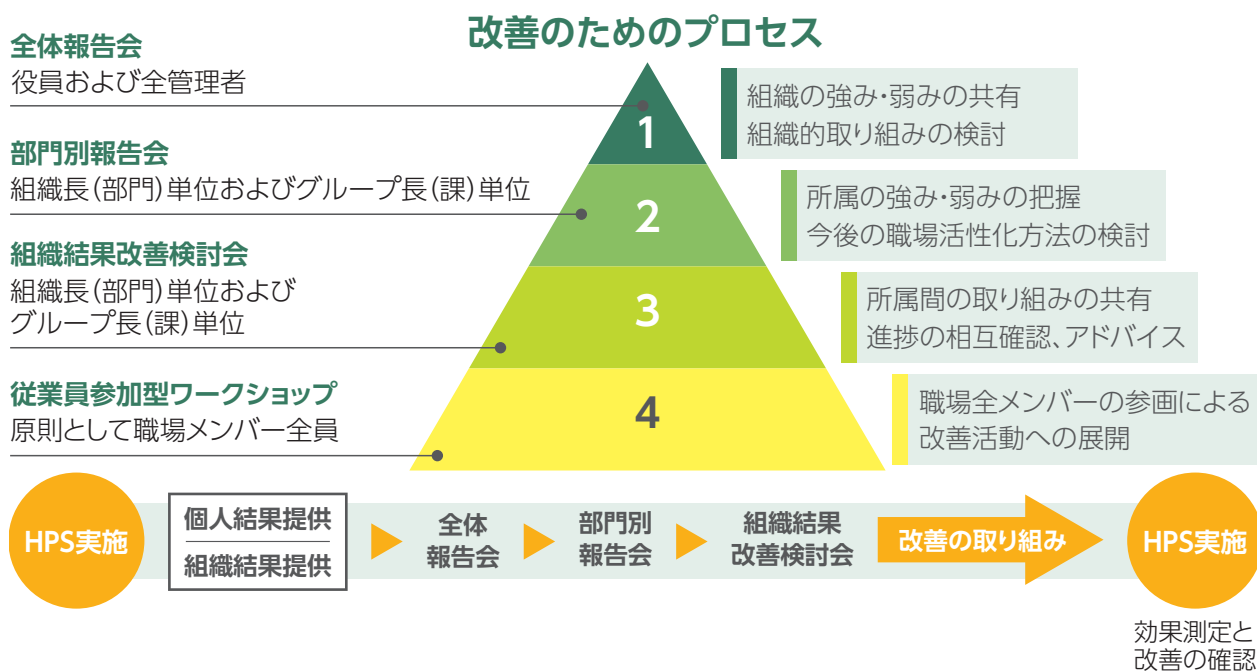 改善のためのプロセス
全体報告会
役員および全管理者
部門別報告会
組織長(部門)単位およびグループ長(課)単位
組織結果改善検討会
組織長(部門)単位および
グループ長(課)単位
従業員参加型ワークショップ
原則として職場メンバー全員
1
2
3
4
組織の強み・弱みの共有
組織的取り組みの検討
所属の強み・弱みの把握
今後の職場活性化方法の検討
所属間の取り組みの共有
進捗の相互確認、アドバイス
職場全メンバーの参画による
改善活動への展開
HPS実施
個人結果提供
組織結果提供
全体
報告会
部門別
報告会
組織結果
改善検討会
改善の取り組み
HPS実施
効果測定と
改善の確認